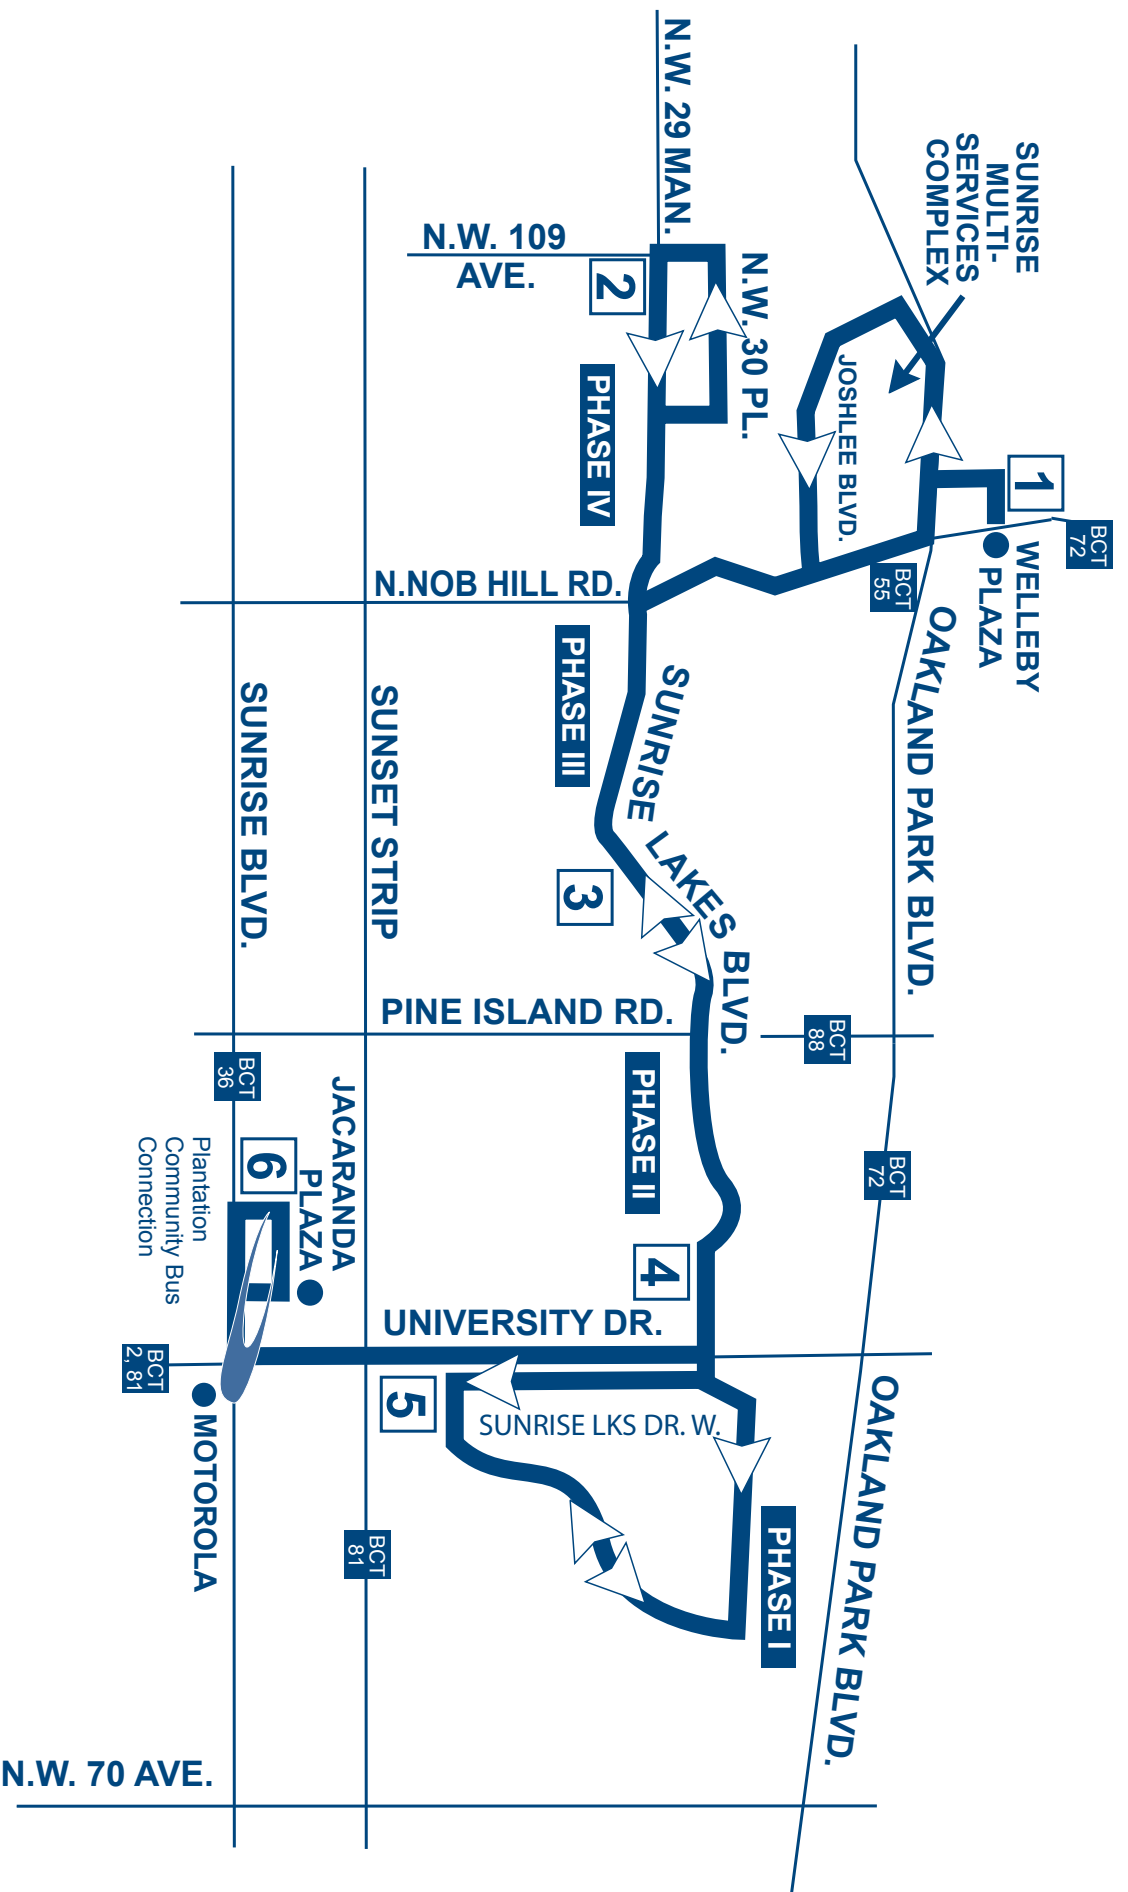 SUNRISE
MULTI-
SERVICES
COMPLEX
1
WELLEBY
PLAZA
BCT
72
BCT
55
OAKLAND PARK BLVD.
JOSHLEE BLVD.
N.W. 29 MAN.
N.W. 30 PL.
N.W. 109
AVE.
2
PHASE IV
N.NOB HILL RD.
PHASE III
SUNRISE LAKES BLVD.
3
PINE ISLAND RD.
BCT
88
BCT
72
PHASE II
4
UNIVERSITY DR.
OAKLAND PARK BLVD.
5
SUNRISE LKS DR. W.
PHASE I
SUNSET STRIP
SUNRISE BLVD.
BCT
36
JACARANDA
PLAZA
6
Plantation
Community Bus
Connection
BCT
2, 81
MOTOROLA
BCT
81
N.W. 70 AVE.